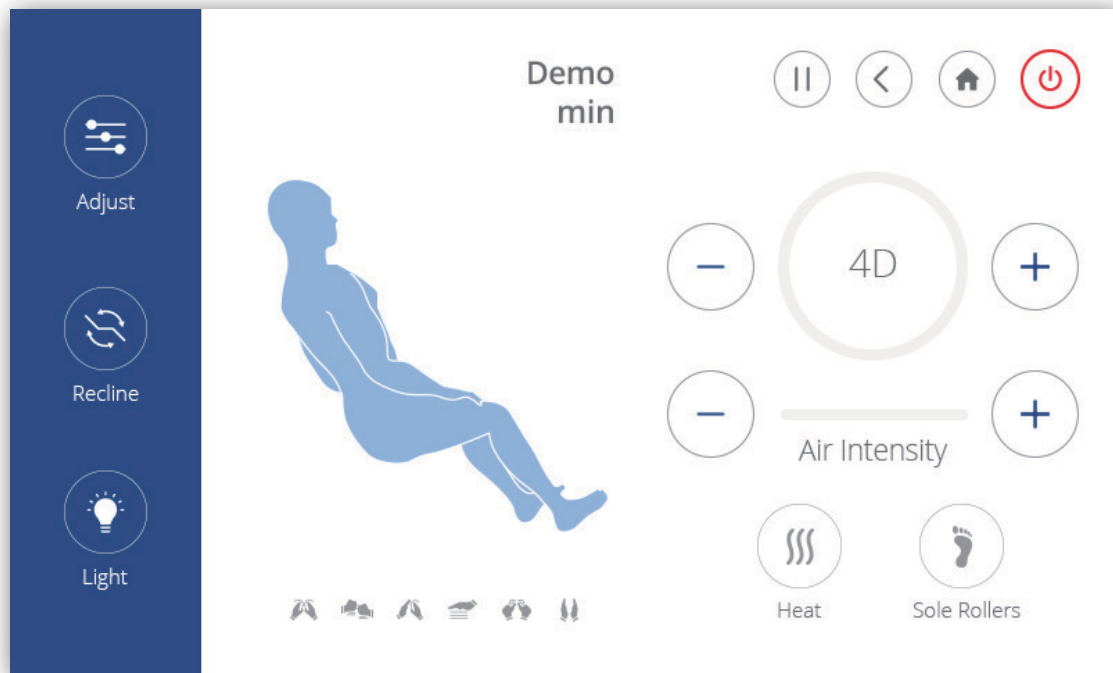 Demo
min
Adjust
Recline
Light
4D
Air Intensity
Heat
Sole Rollers